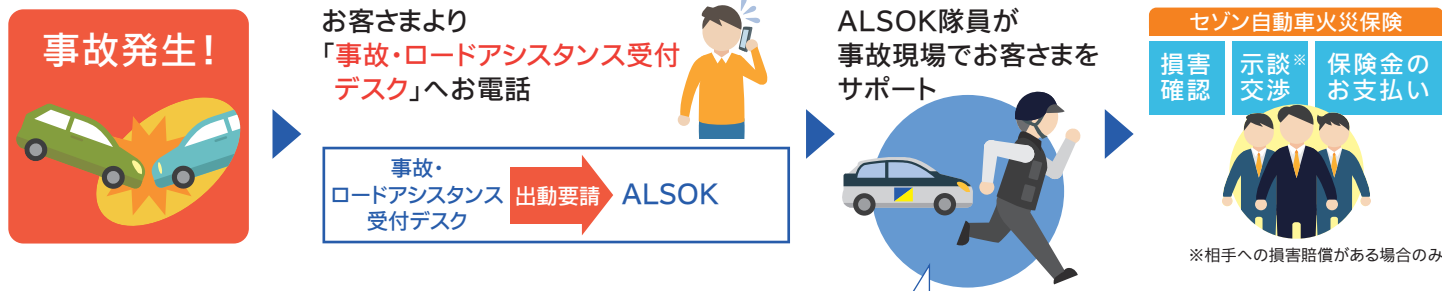 事故発生!
お客さまより
「事故・ロードアシスタンス受付
デスク」へお電話
事故・
ロードアシスタンス
受付デスク
出動要請
ALSOK
ALSOK隊員が
事故現場でお客さまを
サポート
セゾン自動車火災保険
損害
確認
示談※
交渉
保険金の
お支払い
※相手への損害賠償がある場合のみ